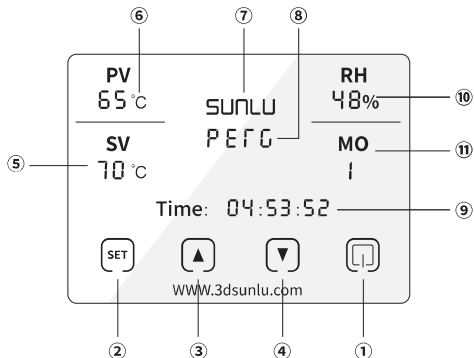 ⑥ ⑦ ⑧
PV RH
65°C 48% ⑩
SUNLU
PETG
SV MO ⑪
⑤ 70°C 1
Time: 04:53:52 ⑨
SET
WWW.3dsunlu.com
② ③ ④ ①